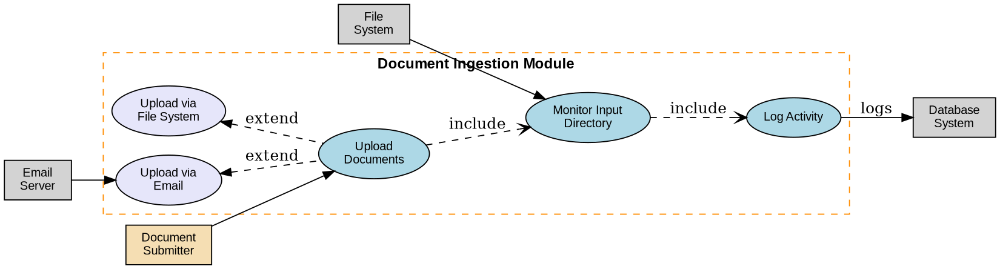 File
System
Document Ingestion Module
Upload via
File System
extend
Monitor Input
Directory
include
Log Activity
logs
Database
System
include
Upload
Documents
extend
Upload via
Email
Email
Server
Document
Submitter